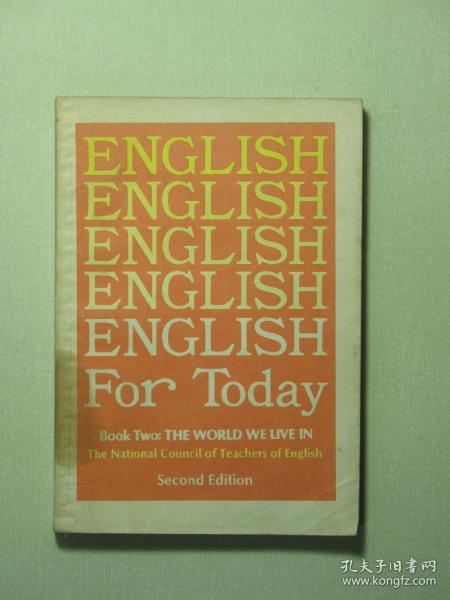 ENGLISH
ENGLISH
ENGLISH
ENGLISH
ENGLISH
For Today
Book Two: THE WORLD WE LIVE IN
The National Council of Teachers of English
Second Edition
孔夫子旧书网
www.kongfz.com